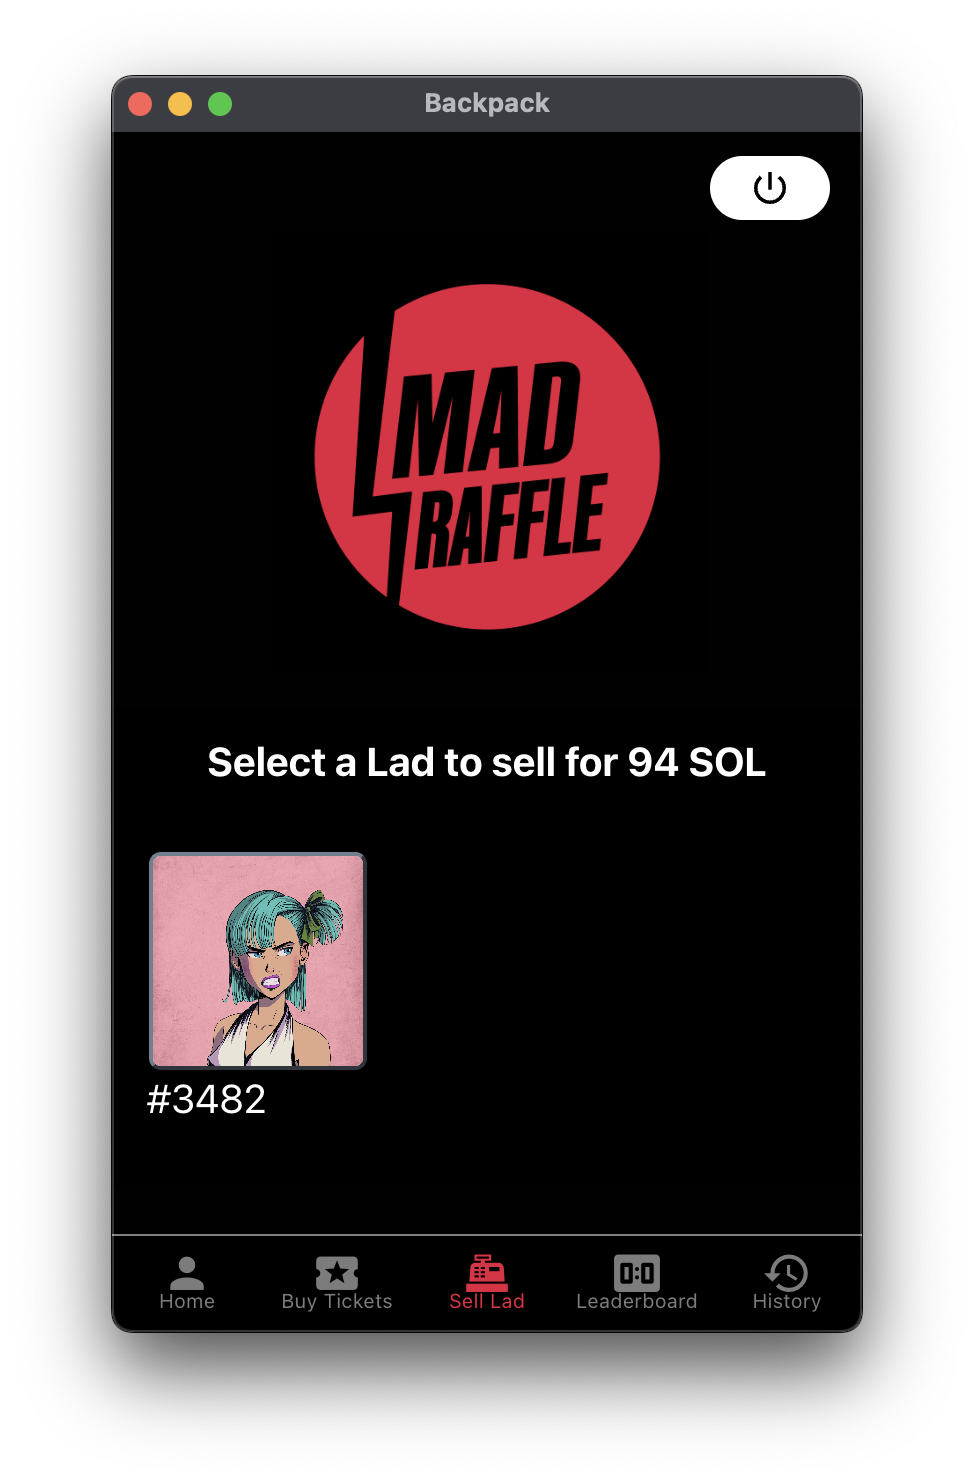 Backpack
MAD
RAFFLE
Select a Lad to sell for 94 SOL
#3482
Home
Buy Tickets
Sell Lad
0:0
Leaderboard
History